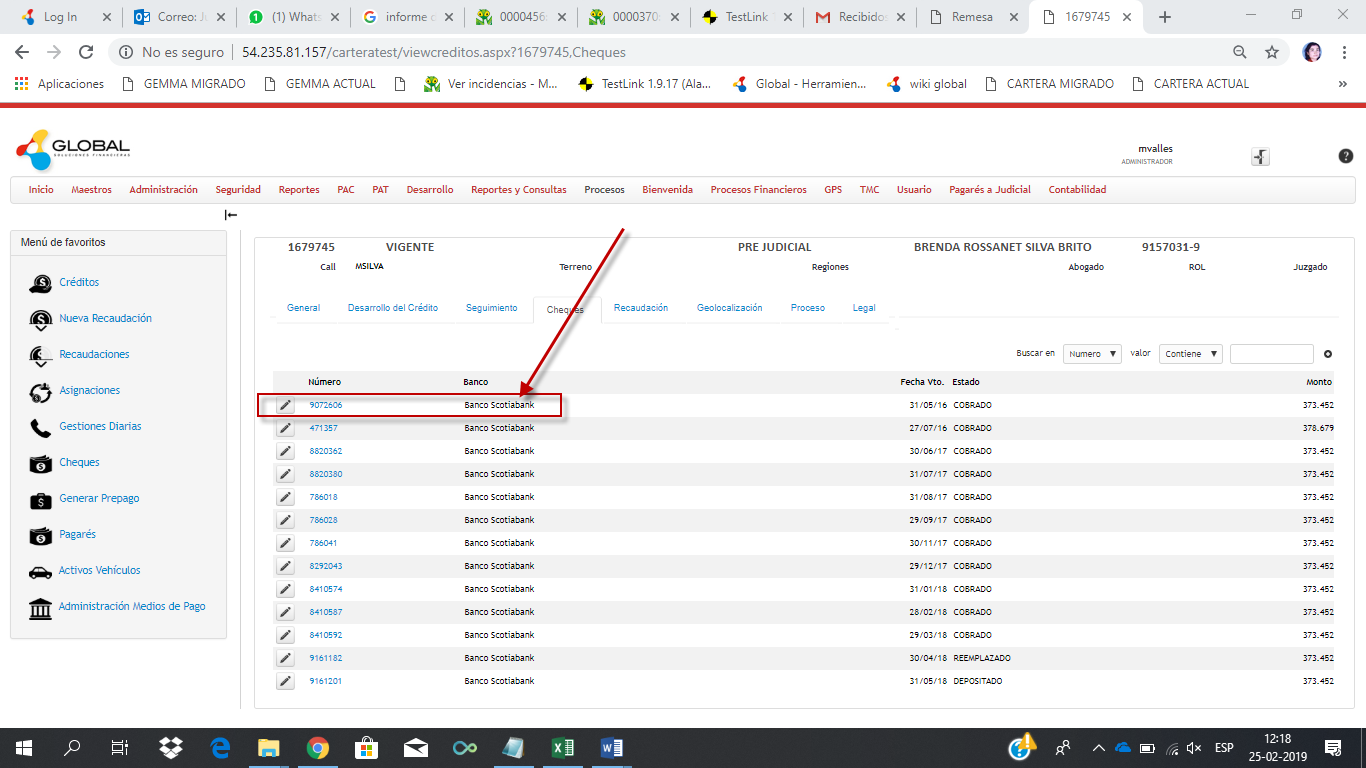 Log In
Correo: Ju
(1) Whats
informe d
0000456:
0000370:
TestLink 1
Recibidos
Remesa
1679745
No es seguro 54.235.81.157/carteratest/viewcreditos.aspx?1679745,Cheques
Aplicaciones GEMMA MIGRADO GEMMA ACTUAL Ver incidencias - M... TestLink 1.9.17 (Ala... Global - Herramien... wiki global CARTERA MIGRADO CARTERA ACTUAL »
GLOBAL
SOLUCIONES FINANCIERAS
mvalles
ADMINISTRADOR
Inicio Maestros Administración Seguridad Reportes PAC PAT Desarrollo Reportes y Consultas Procesos Bienvenida Procesos Financieros GPS TMC Usuario Pagarés a Judicial Contabilidad
Menú de favoritos
Créditos
Nueva Recaudación
Recaudaciones
Asignaciones
Gestiones Diarias
Cheques
Generar Prepago
Pagarés
Activos Vehículos
Administración Medios de Pago
1679745 VIGENTE PRE JUDICIAL BRENDA ROSSANET SILVA BRITO 9157031-9
Call MSILVA Terreno Regiones Abogado ROL Juzgado
General Desarrollo del Crédito Seguimiento Cheques Recaudación Geolocalización Proceso Legal
Buscar en Numero valor Contiene
Número Banco Fecha Vto. Estado Monto
9072606 Banco Scotiabank 31/05/16 COBRADO 373.452
471357 Banco Scotiabank 27/07/16 COBRADO 378.679
8820362 Banco Scotiabank 30/06/17 COBRADO 373.452
8820380 Banco Scotiabank 31/07/17 COBRADO 373.452
786018 Banco Scotiabank 31/08/17 COBRADO 373.452
786028 Banco Scotiabank 29/09/17 COBRADO 373.452
786041 Banco Scotiabank 30/11/17 COBRADO 373.452
8292043 Banco Scotiabank 29/12/17 COBRADO 373.452
8410574 Banco Scotiabank 31/01/18 COBRADO 373.452
8410587 Banco Scotiabank 28/02/18 COBRADO 373.452
8410592 Banco Scotiabank 29/03/18 COBRADO 373.452
9161182 Banco Scotiabank 30/04/18 REEMPLAZADO 373.452
9161201 Banco Scotiabank 31/05/18 DEPOSITADO 373.452
ESP
12:18
25-02-2019